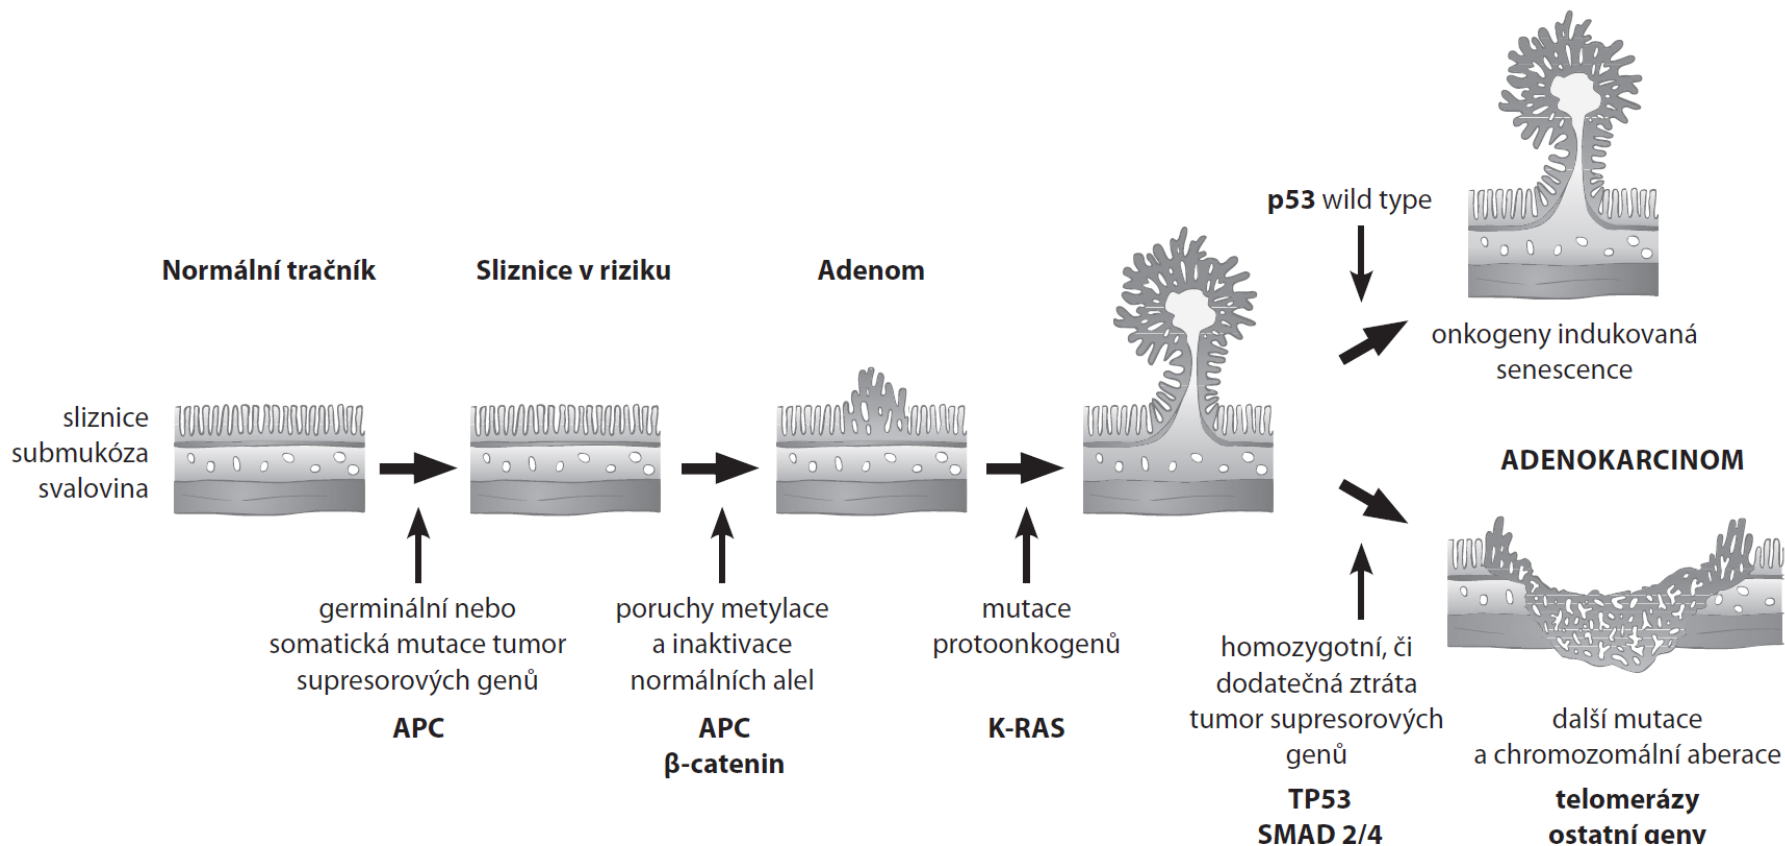 p53 wild type
Normální tračník
Sliznice v riziku
Adenom
onkogeny indukovaná
senescence
sliznice
submukóza
svalovina
ADENOKARCINOM
germinální nebo
somatická mutace tumor
supresorových genů
APC
poruchy metylace
a inaktivace
normálních alel
APC
β-catenin
mutace
protoonkogenů
K-RAS
homozygotní, či
dodatečná ztráta
tumor supresorových
genů
TP53
SMAD 2/4
další mutace
a chromozomální aberace
telomerázy
ostatní geny